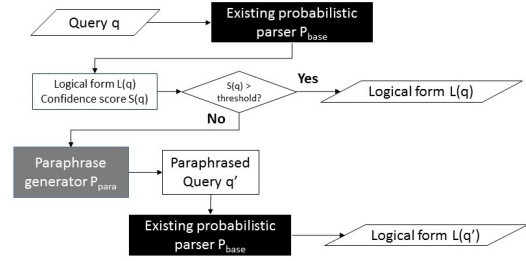 Query q
Existing probabilistic
parser Pbase
Logical form L(q)
Confidence score S(q)
S(q) >
threshold?
Yes
Logical form L(q)
No
Paraphrase
generator Ppara
Paraphrased
Query q’
Existing probabilistic
parser Pbase
Logical form L(q’)